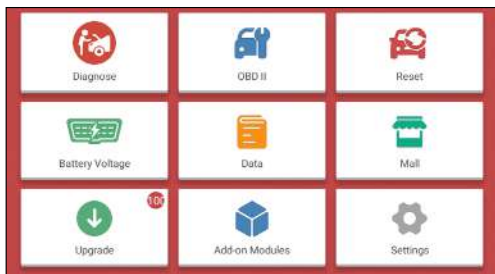 Diagnose
OBD II
Reset
Battery Voltage
Data
Mall
100
Upgrade
Add-on Modules
Settings